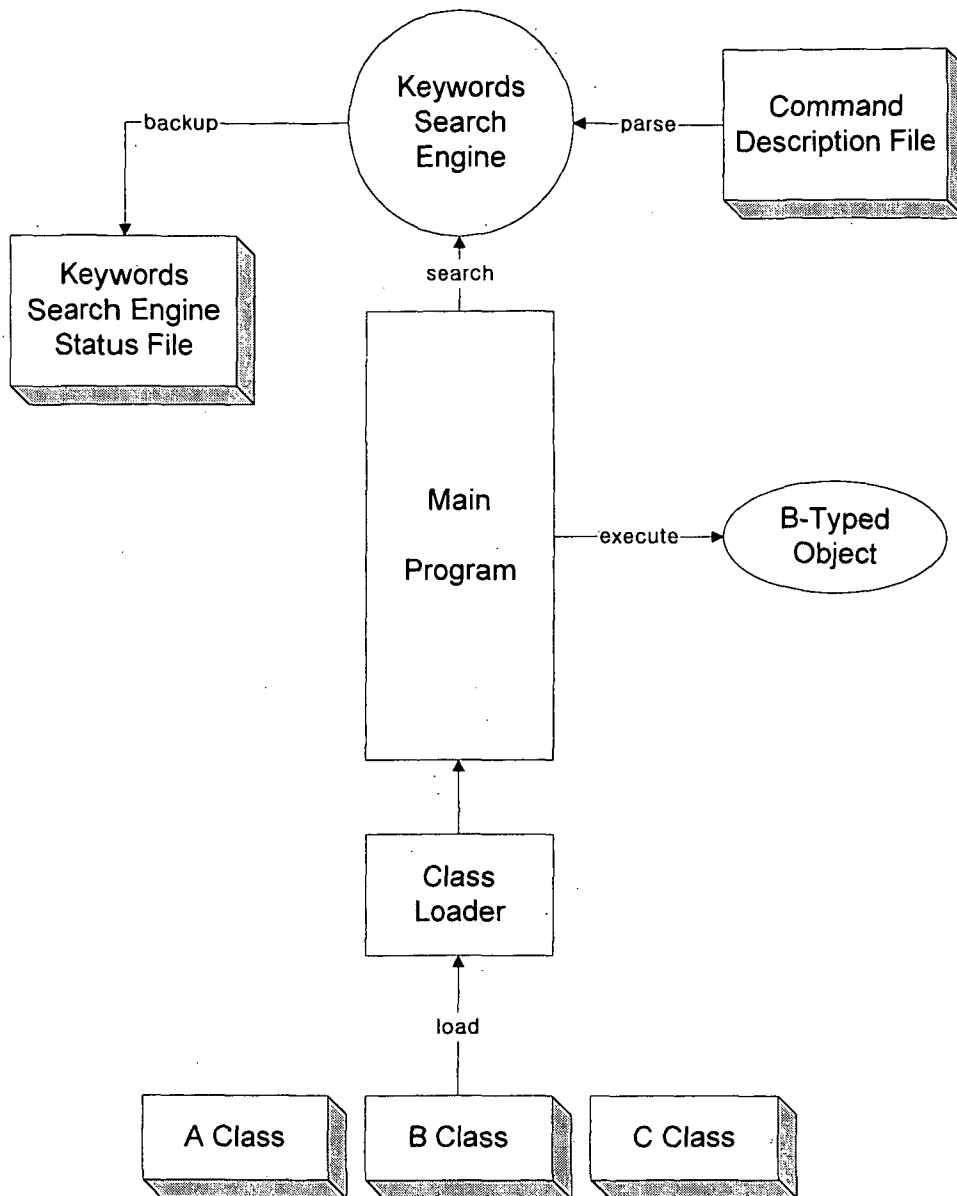 Keywords
Search
Engine
backup
parse
Command
Description File
Keywords
Search Engine
Status File
search
Main
Program
execute
B-Typed
Object
Class
Loader
load
A Class
B Class
C Class